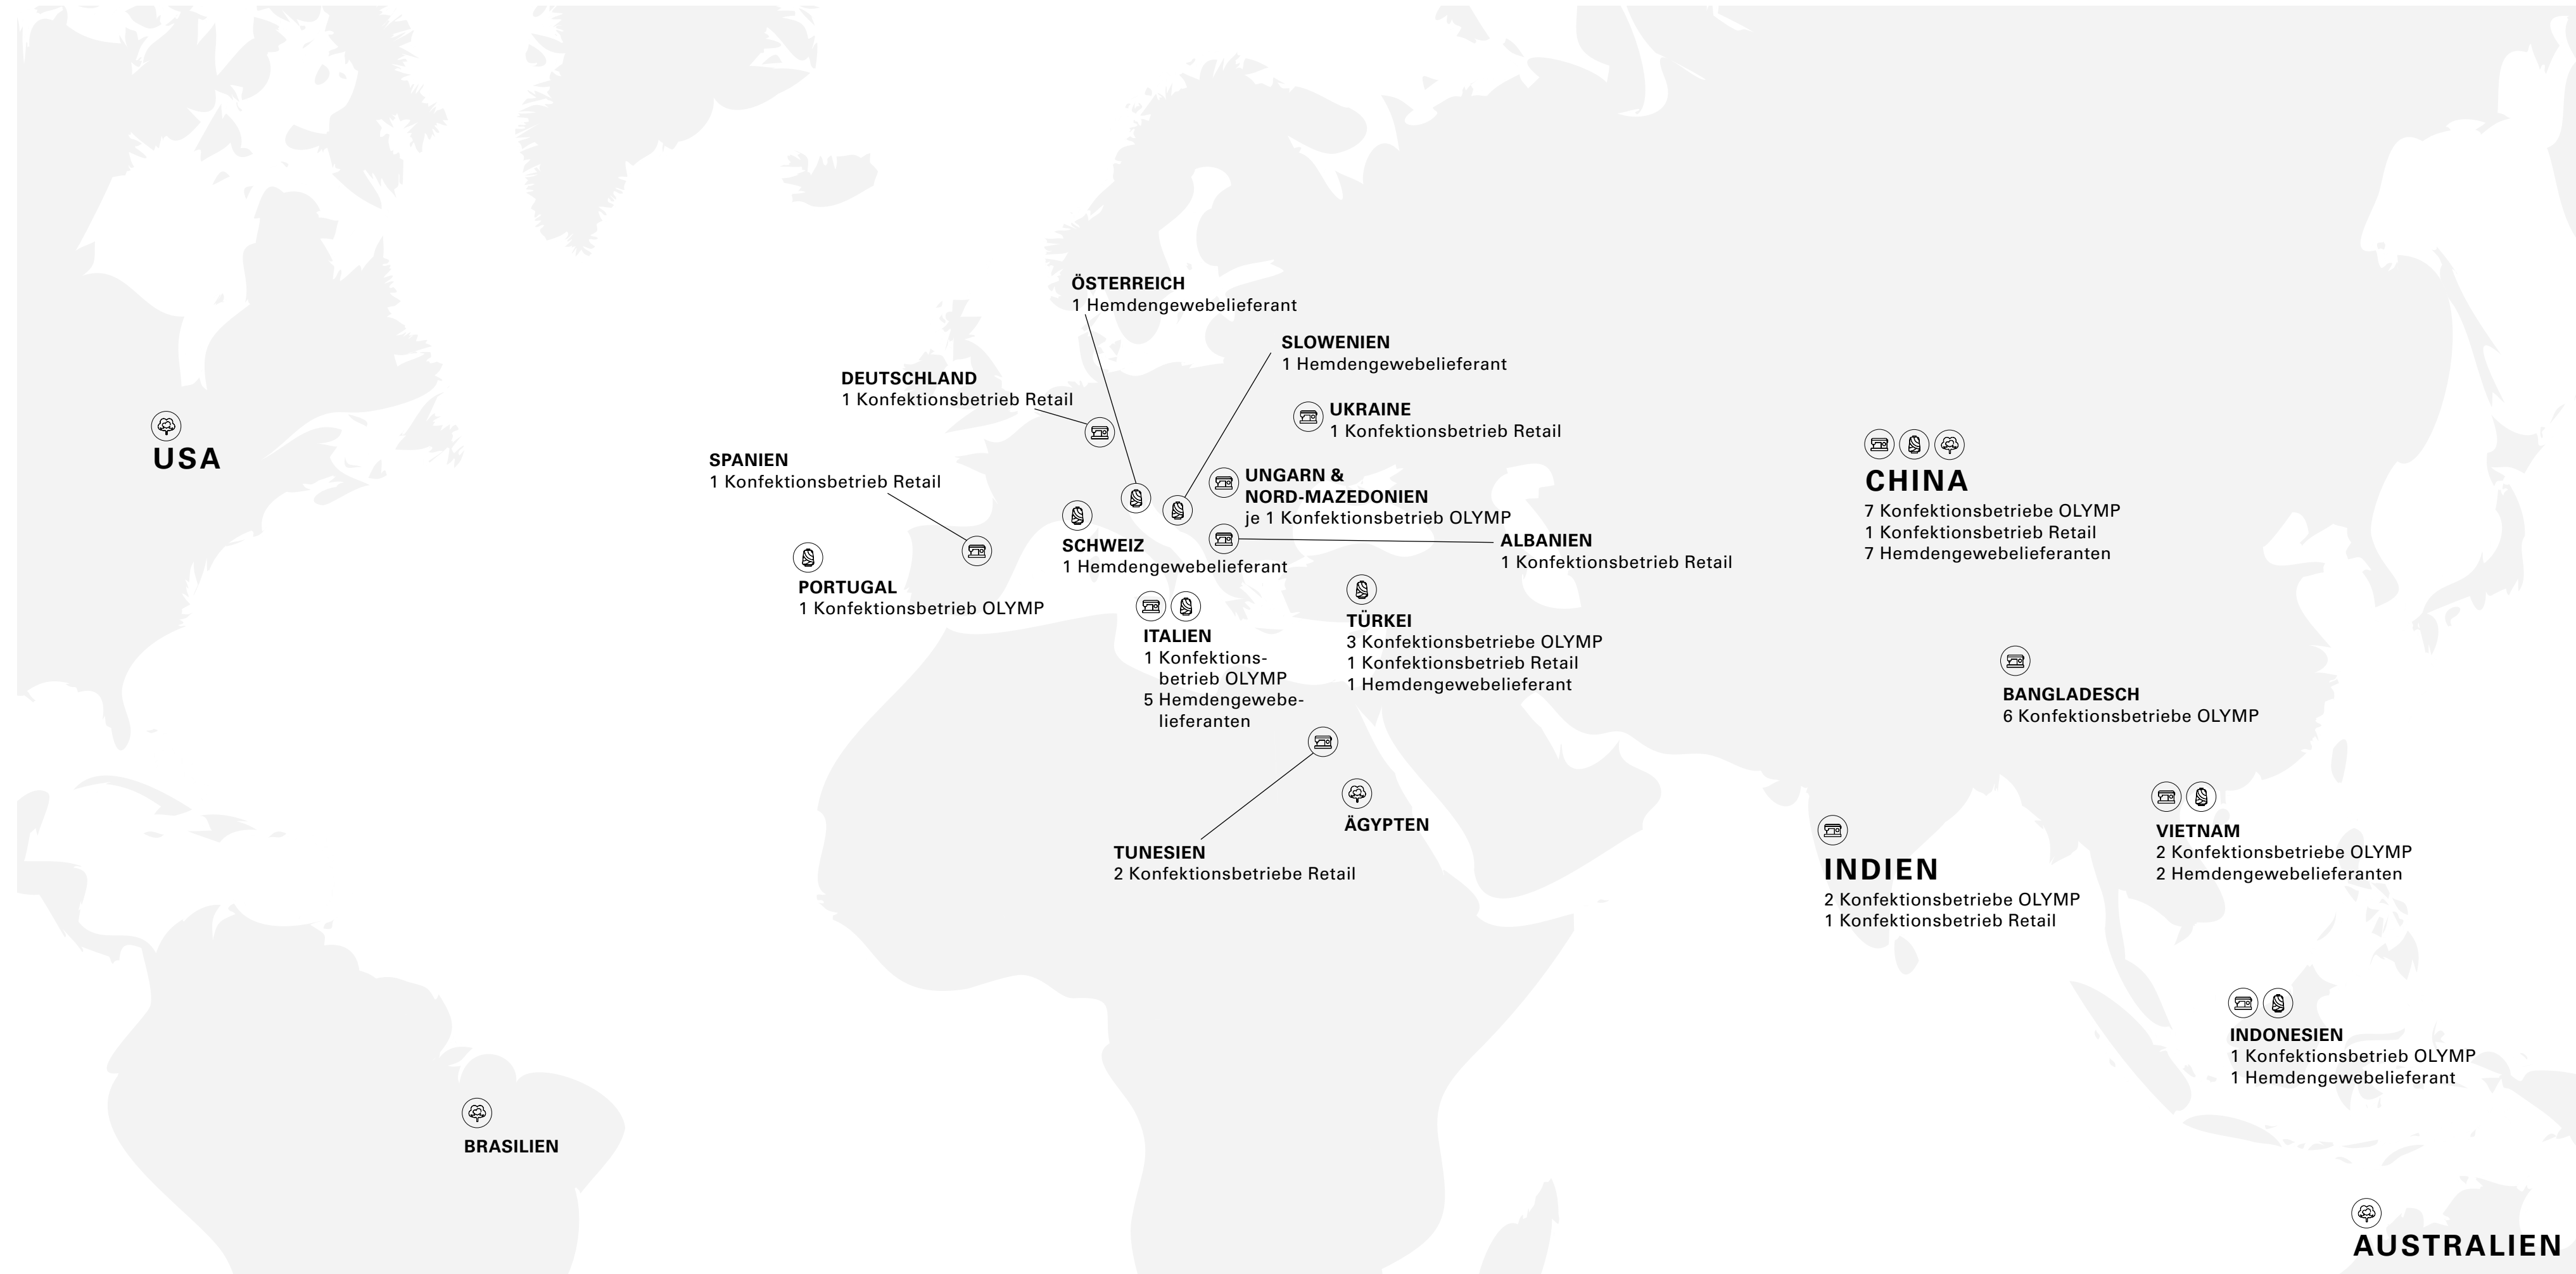 ÖSTERREICH
1 Hemdengewebelieferant
SLOWENIEN
1 Hemdengewebelieferant
DEUTSCHLAND
1 Konfektionsbetrieb Retail
UKRAINE
1 Konfektionsbetrieb Retail
USA
SPANIEN
1 Konfektionsbetrieb Retail
UNGARN &
NORD-MAZEDONIEN
je 1 Konfektionsbetrieb OLYMP
CHINA
7 Konfektionsbetriebe OLYMP
1 Konfektionsbetrieb Retail
7 Hemdengewebelieferanten
SCHWEIZ
1 Hemdengewebelieferant
ALBANIEN
1 Konfektionsbetrieb Retail
PORTUGAL
1 Konfektionsbetrieb OLYMP
ITALIEN
1 Konfektions-
betrieb OLYMP
5 Hemdengewebe-
lieferanten
TÜRKEI
3 Konfektionsbetriebe OLYMP
1 Konfektionsbetrieb Retail
1 Hemdengewebelieferant
BANGLADESCH
6 Konfektionsbetriebe OLYMP
ÄGYPTEN
TUNESIEN
2 Konfektionsbetriebe Retail
INDIEN
2 Konfektionsbetriebe OLYMP
1 Konfektionsbetrieb Retail
VIETNAM
2 Konfektionsbetriebe OLYMP
2 Hemdengewebelieferanten
INDONESIEN
1 Konfektionsbetrieb OLYMP
1 Hemdengewebelieferant
BRASILIEN
AUSTRALIEN